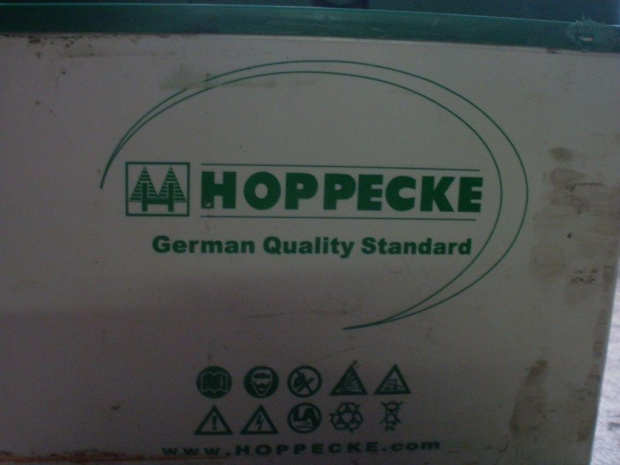 HOPPECKE
German Quality Standard
www.HOPPECKE.com